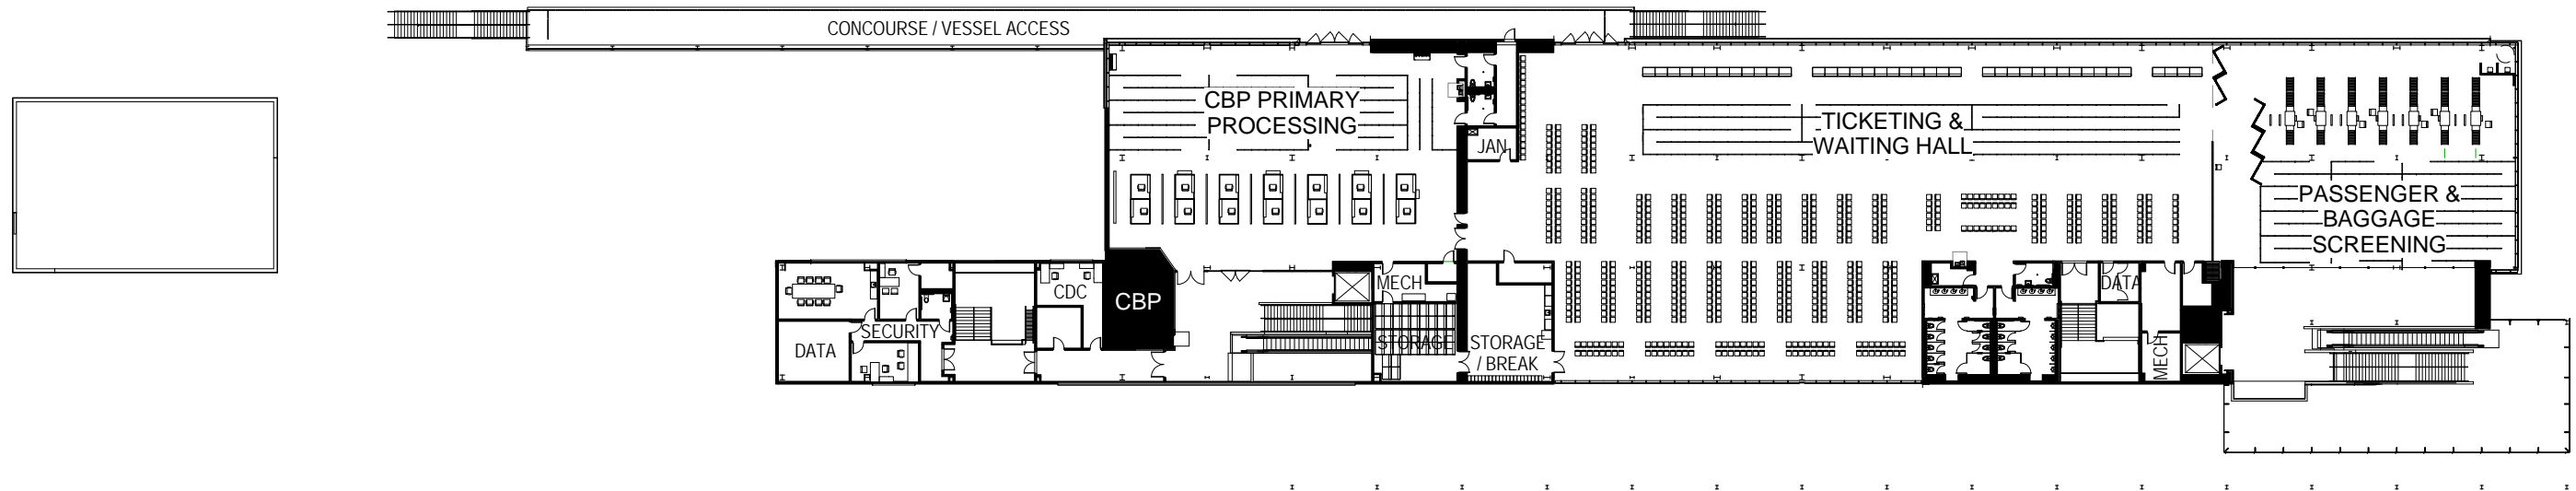 CONCOURSE / VESSEL ACCESS
CBP PRIMARY
PROCESSING
JAN
TICKETING &
WAITING HALL
PASSENGER &
BAGGAGE
SCREENING
CDC
CBP
MECH
DATA
SECURITY
DATA
STORAGE
STORAGE
/ BREAK
MECH